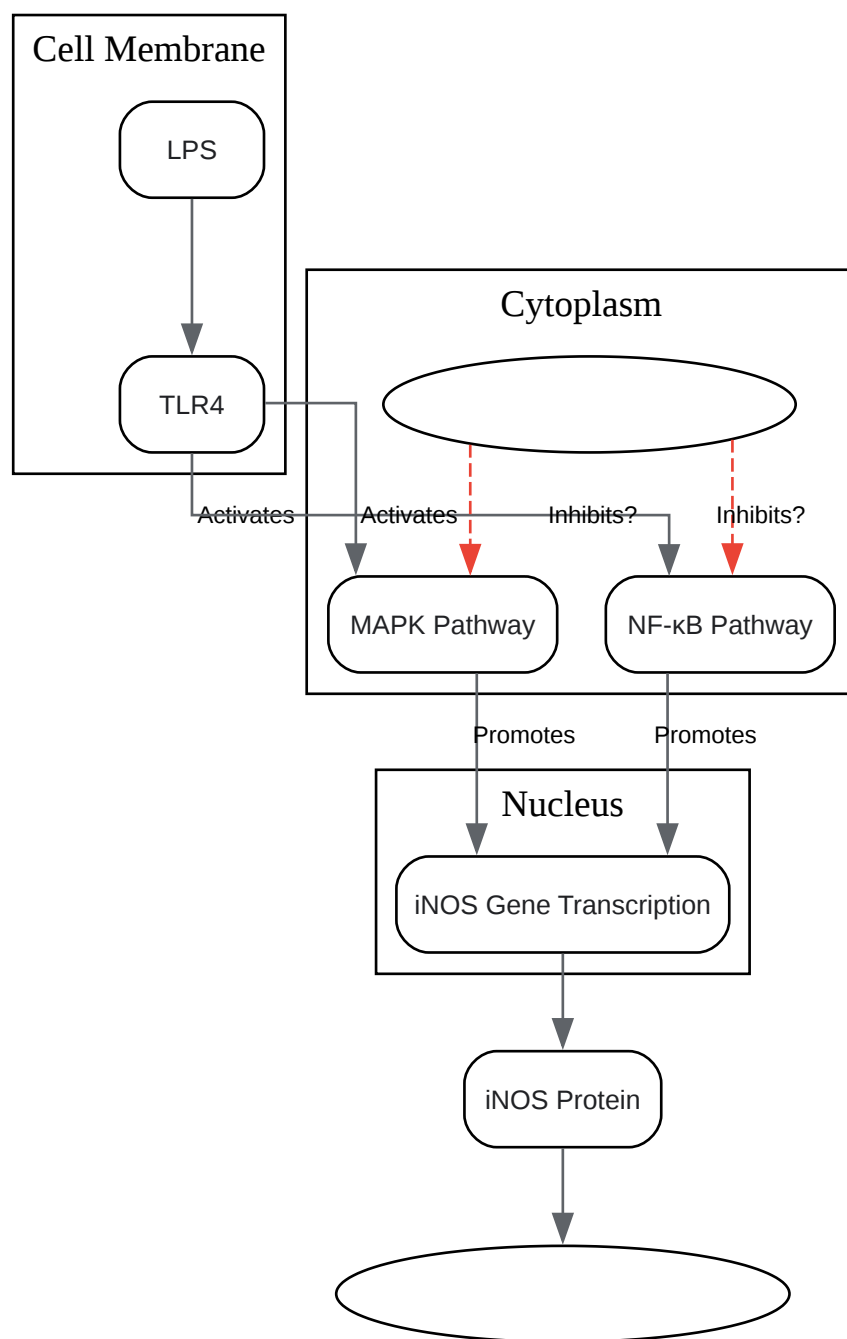 Cell Membrane
LPS
Cytoplasm
TLR4
Activates
Activates
Inhibits?
Inhibits?
MAPK Pathway
NF-κB Pathway
Promotes
Promotes
Nucleus
iNOS Gene Transcription
iNOS Protein